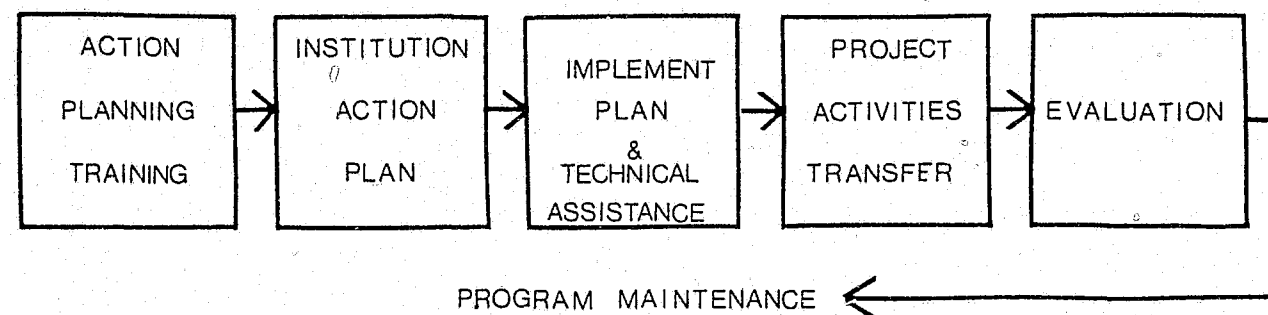 ACTION
PLANNING
TRAINING
INSTITUTION
ACTION
PLAN
IMPLEMENT
PLAN
&
TECHNICAL
ASSISTANCE
PROJECT
ACTIVITIES
TRANSFER
EVALUATION
PROGRAM MAINTENANCE